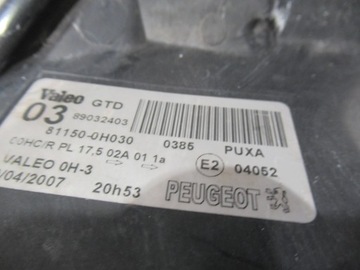 Valeo GTD
03 89032403
81150-0H030 0385 PUXA
HC/R PL 17.5 02A 01 1a E2 04052
VALEO 0H-3
/04/2007 20h53 PEUGEOT